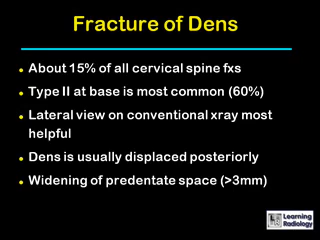 Fracture of Dens
About 15% of all cervical spine fxs
Type II at base is most common (60%)
Lateral view on conventional xray most
helpful
Dens is usually displaced posteriorly
Widening of predentate space (>3mm)
Learning
Radiology